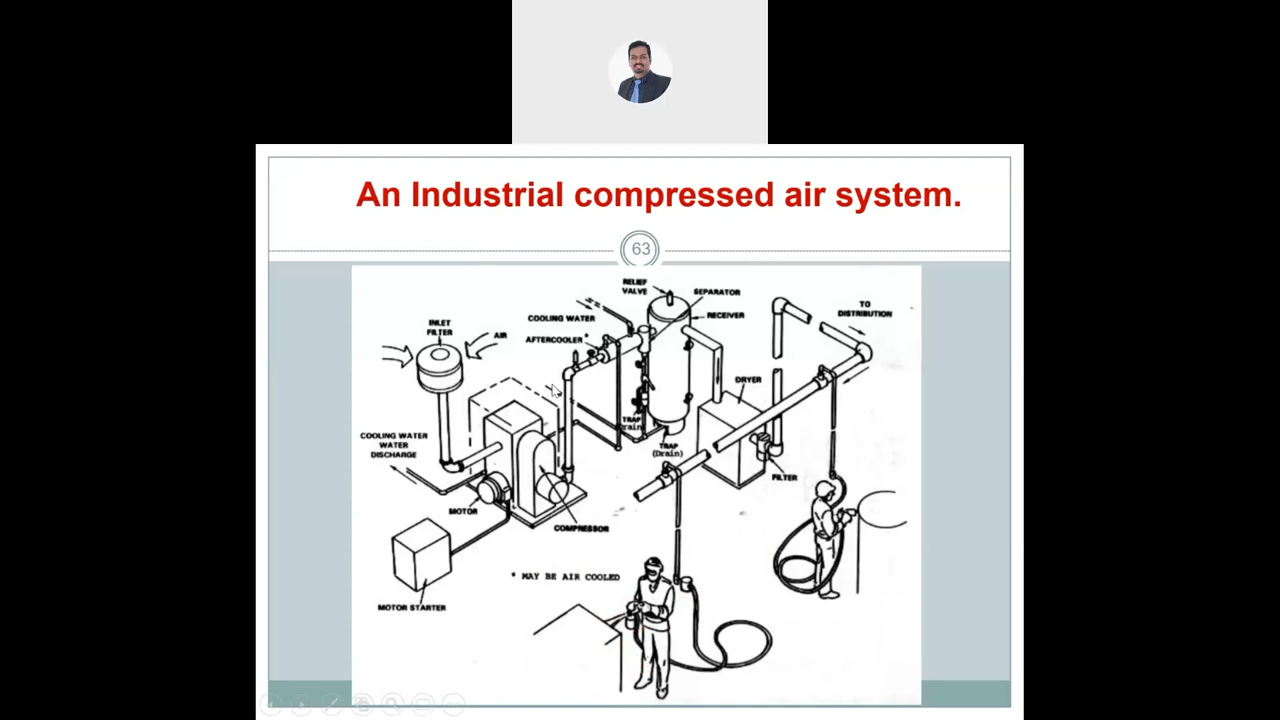 An Industrial compressed air system.
63
RELIEF
VALVE
SEPARATOR
RECEIVER
TO
DISTRIBUTION
COOLING WATER
INLET
FILTER
AIR
AFTERCOOLER *
DRYER
TRAP
Drain
COOLING WATER
WATER
DISCHARGE
TRAP
(Drain)
FILTER
MOTOR
COMPRESSOR
* MAY BE AIR COOLED
MOTOR STARTER